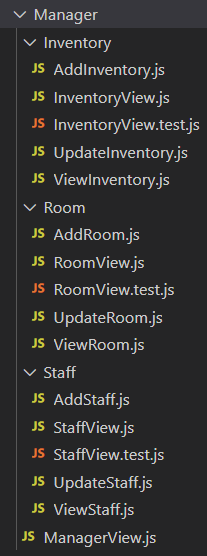 Manager
Inventory
JS AddInventory.js
JS InventoryView.js
JS InventoryView.test.js
JS UpdateInventory.js
JS ViewInventory.js
Room
JS AddRoom.js
JS RoomView.js
JS RoomView.test.js
JS UpdateRoom.js
JS ViewRoom.js
Staff
JS AddStaff.js
JS StaffView.js
JS StaffView.test.js
JS UpdateStaff.js
JS ViewStaff.js
JS ManagerView.js